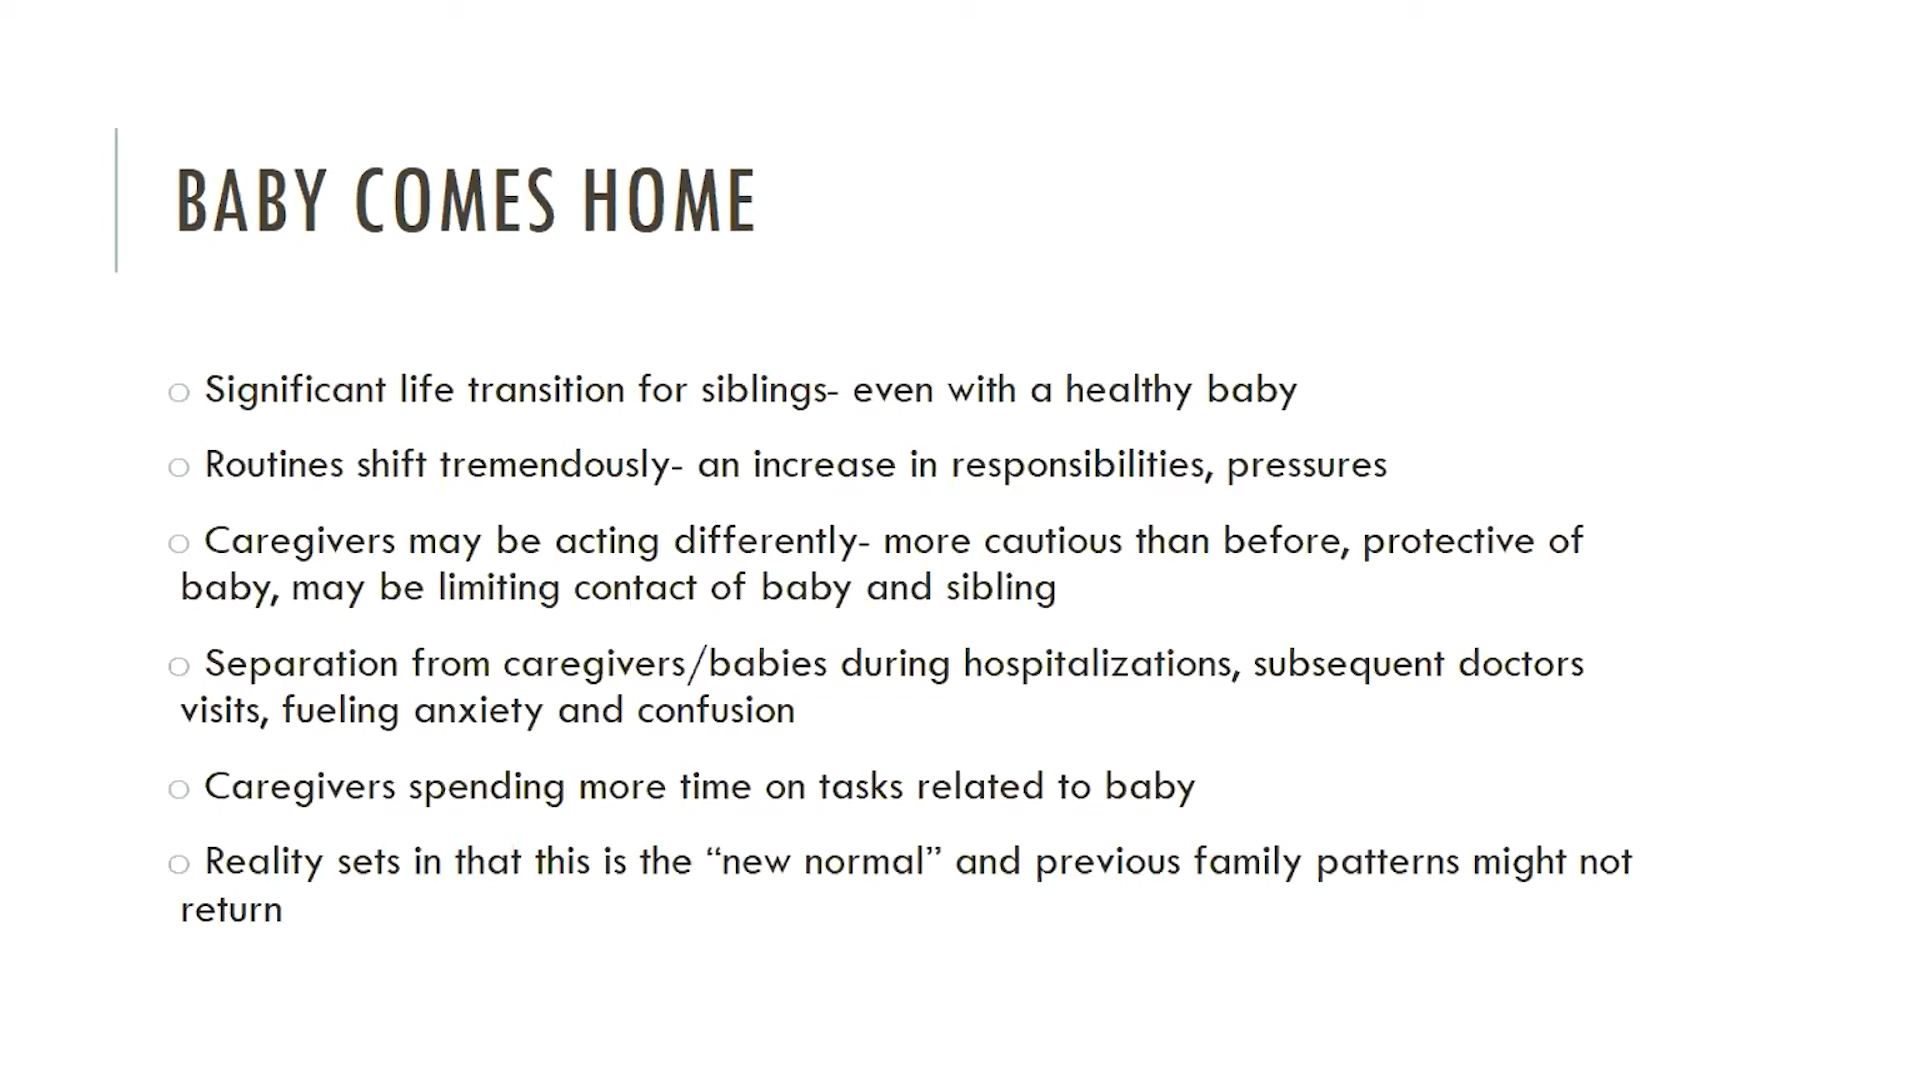 BABY COMES HOME
o Significant life transition for siblings- even with a healthy baby
o Routines shift tremendously- an increase in responsibilities, pressures
o Caregivers may be acting differently- more cautious than before, protective of
baby, may be limiting contact of baby and sibling
o Separation from caregivers/babies during hospitalizations, subsequent doctors
visits, fueling anxiety and confusion
o Caregivers spending more time on tasks related to baby
o Reality sets in that this is the “new normal” and previous family patterns might not
return